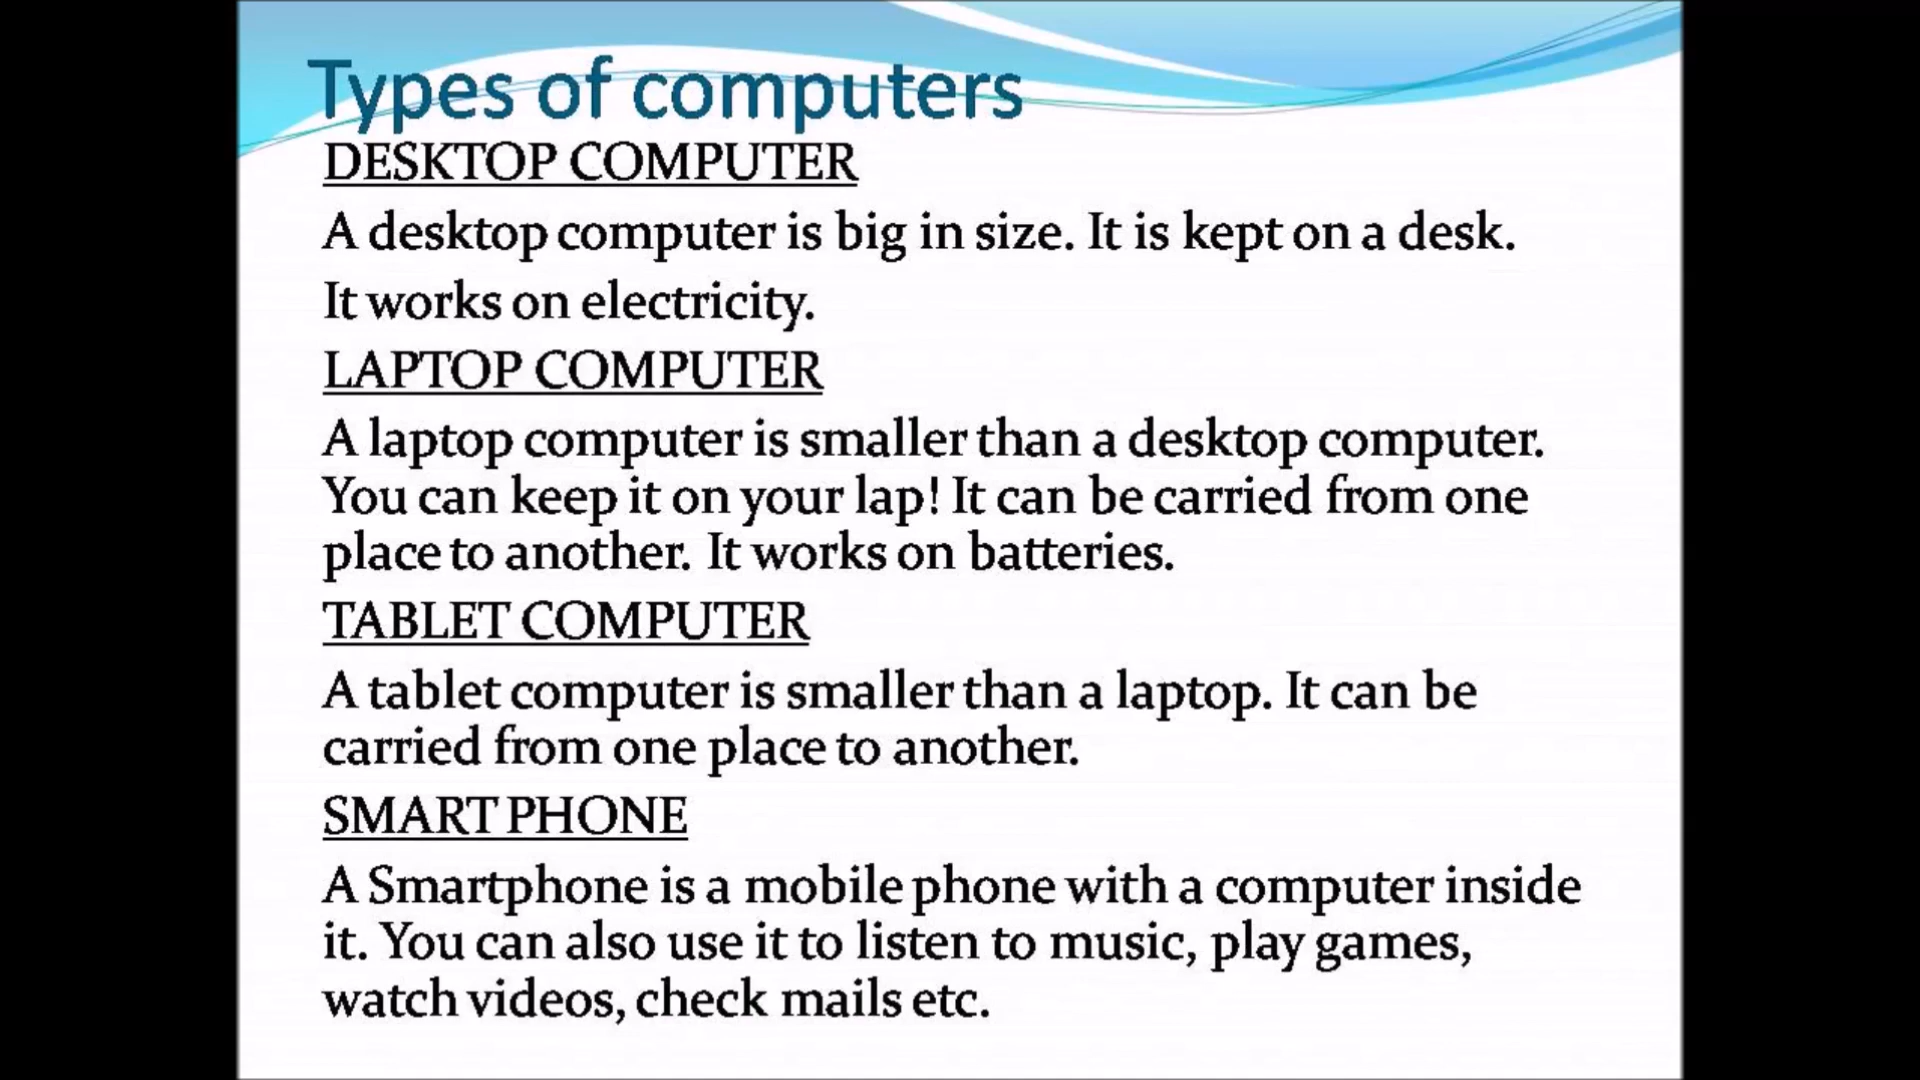 Types of computers
DESKTOP COMPUTER
A desktop computer is big in size. It is kept on a desk.
It works on electricity.
LAPTOP COMPUTER
A laptop computer is smaller than a desktop computer.
You can keep it on your lap! It can be carried from one
place to another. It works on batteries.
TABLET COMPUTER
A tablet computer is smaller than a laptop. It can be
carried from one place to another.
SMART PHONE
A Smartphone is a mobile phone with a computer inside
it. You can also use it to listen to music, play games,
watch videos, check mails etc.